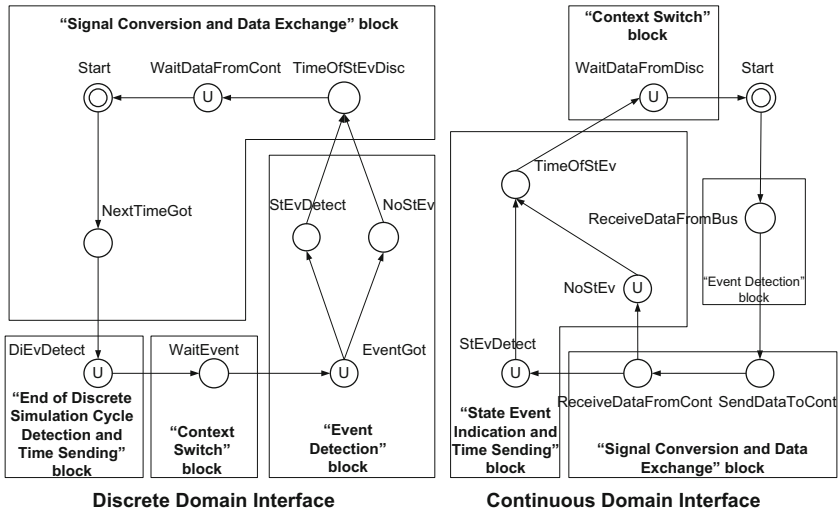 “Signal Conversion and Data Exchange” block
Start
WaitDataFromCont
TimeOfStEvDisc
U
NextTimeGot
StEvDetect
NoStEv
DiEvDetect
U
WaitEvent
U
EventGot
“End of Discrete
Simulation Cycle
Detection and
Time Sending”
block
“Context
Switch”
block
“Event
Detection”
block
Discrete Domain Interface
“Context Switch”
block
WaitDataFromDisc
Start
U
TimeOfStEv
ReceiveDataFromBus
“Event Detection”
block
NoStEv
U
StEvDetect
U
ReceiveDataFromCont
SendDataToCont
“State Event
Indication and
Time Sending”
block
“Signal Conversion and Data
Exchange” block
Continuous Domain Interface